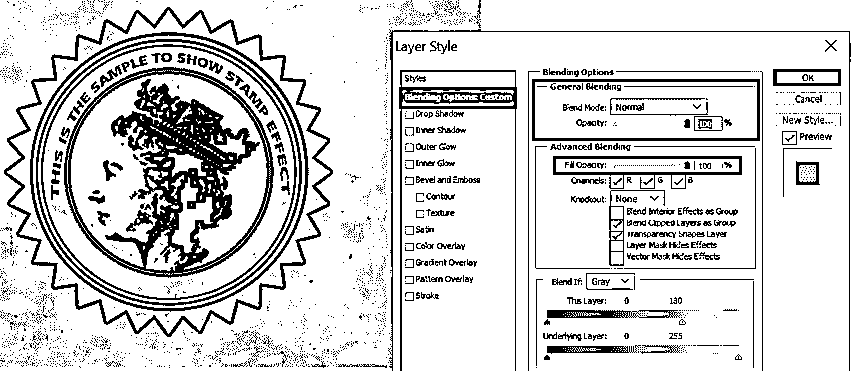 THIS IS THE SAMPLE TO SHOW STAMP EFFECT
Layer Style
Styles
Blending Options: Custom
Drop Shadow
Inner Shadow
Outer Glow
Inner Glow
Bevel and Emboss
Contour
Texture
Satin
Color Overlay
Gradient Overlay
Pattern Overlay
Stroke
Blending Options
General Blending
Blend Mode: Normal
Opacity: 100 %
Advanced Blending
Fill Opacity: 100 %
Channels: R G B
Knockout: None
Blend Interior Effects as Group
Blend Clipped Layers as Group
Transparency Shapes Layer
Layer Mask Hides Effects
Vector Mask Hides Effects
Blend If: Gray
This Layer: 0 180
Underlying Layer: 0 255
OK
Cancel
New Style...
Preview